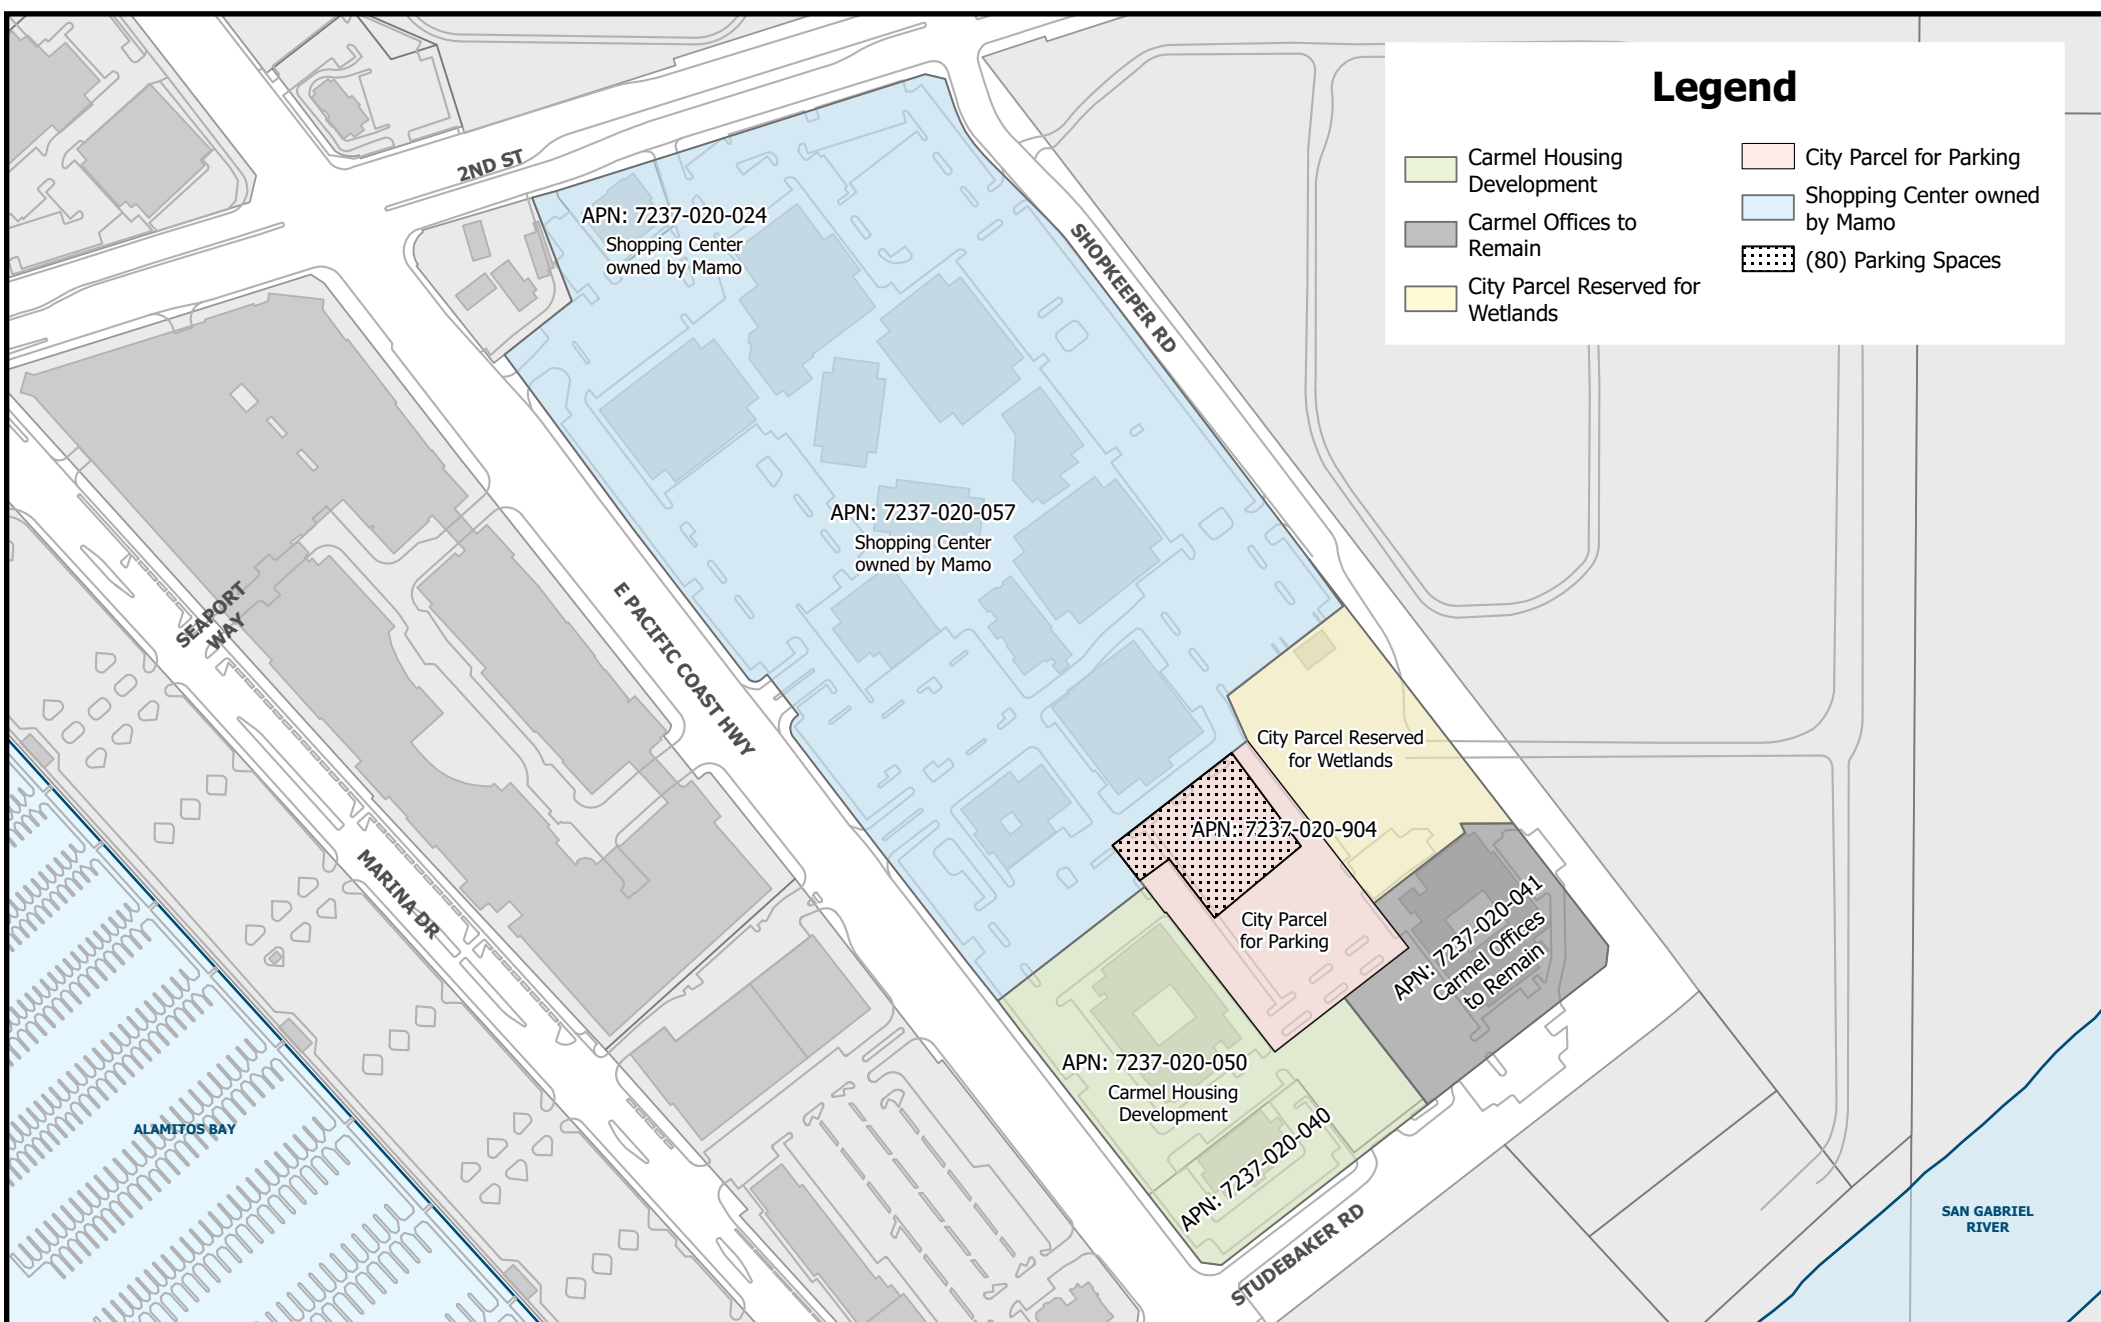 Legend
Carmel Housing
Development
Carmel Offices to
Remain
City Parcel Reserved for
Wetlands
City Parcel for Parking
Shopping Center owned
by Mamo
(80) Parking Spaces
2ND ST
APN: 7237-020-024
Shopping Center
owned by Mamo
SHOPKEEPER RD
APN: 7237-020-057
Shopping Center
owned by Mamo
SEAPORT
WAY
E PACIFIC COAST HWY
City Parcel Reserved
for Wetlands
APN: 7237-020-904
MARINA DR
City Parcel
for Parking
APN: 7237-020-041
Carmel Offices
to Remain
APN: 7237-020-050
Carmel Housing
Development
APN: 7237-020-040
ALAMITOS BAY
STUDEBAKER RD
SAN GABRIEL
RIVER